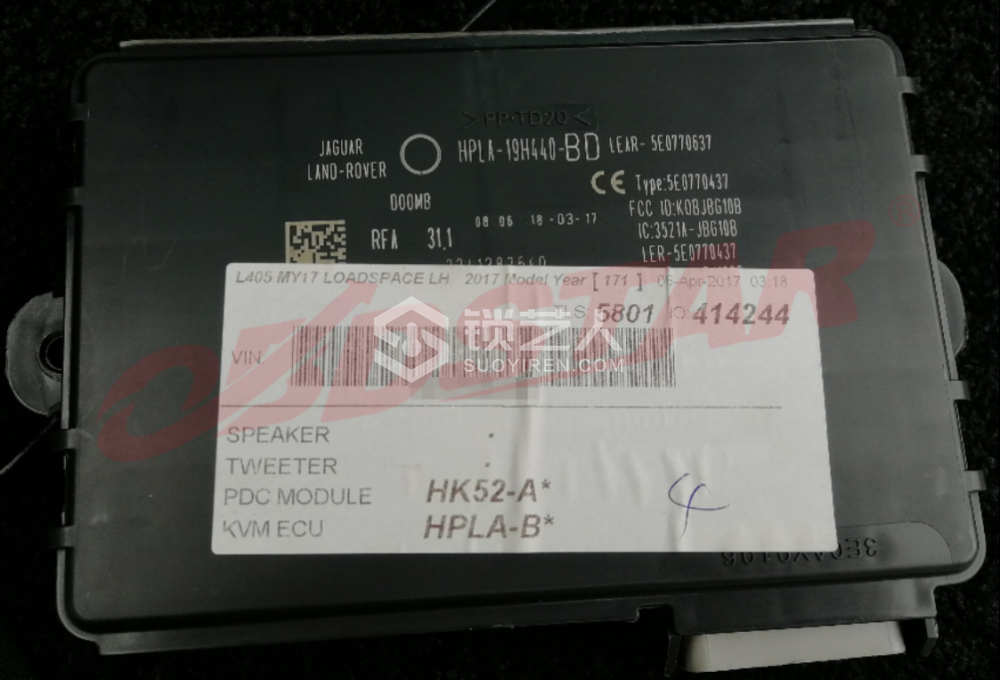 >PP-TD20<
JAGUAR
LAND-ROVER
HPLA-19H440-BD LEAR- 5E0770637
CE Type:5E0770437
DOOMB
FCC ID:KOBJBG10B
0806 18-03-17
IC:3521A-JBG10B
RFA 31.1
LER-5E0770437
L405 MY17 LOADSPACE LH 2017 Model Year [ 171 ] 06-Apr-2017 03:18
TLS: 5801 IO: 414244
VIN
锁艺人
SUOYIREN.COM
SPEAKER .
TWEETER .
PDC MODULE HK52-A*
KVM ECU HPLA-B*
4